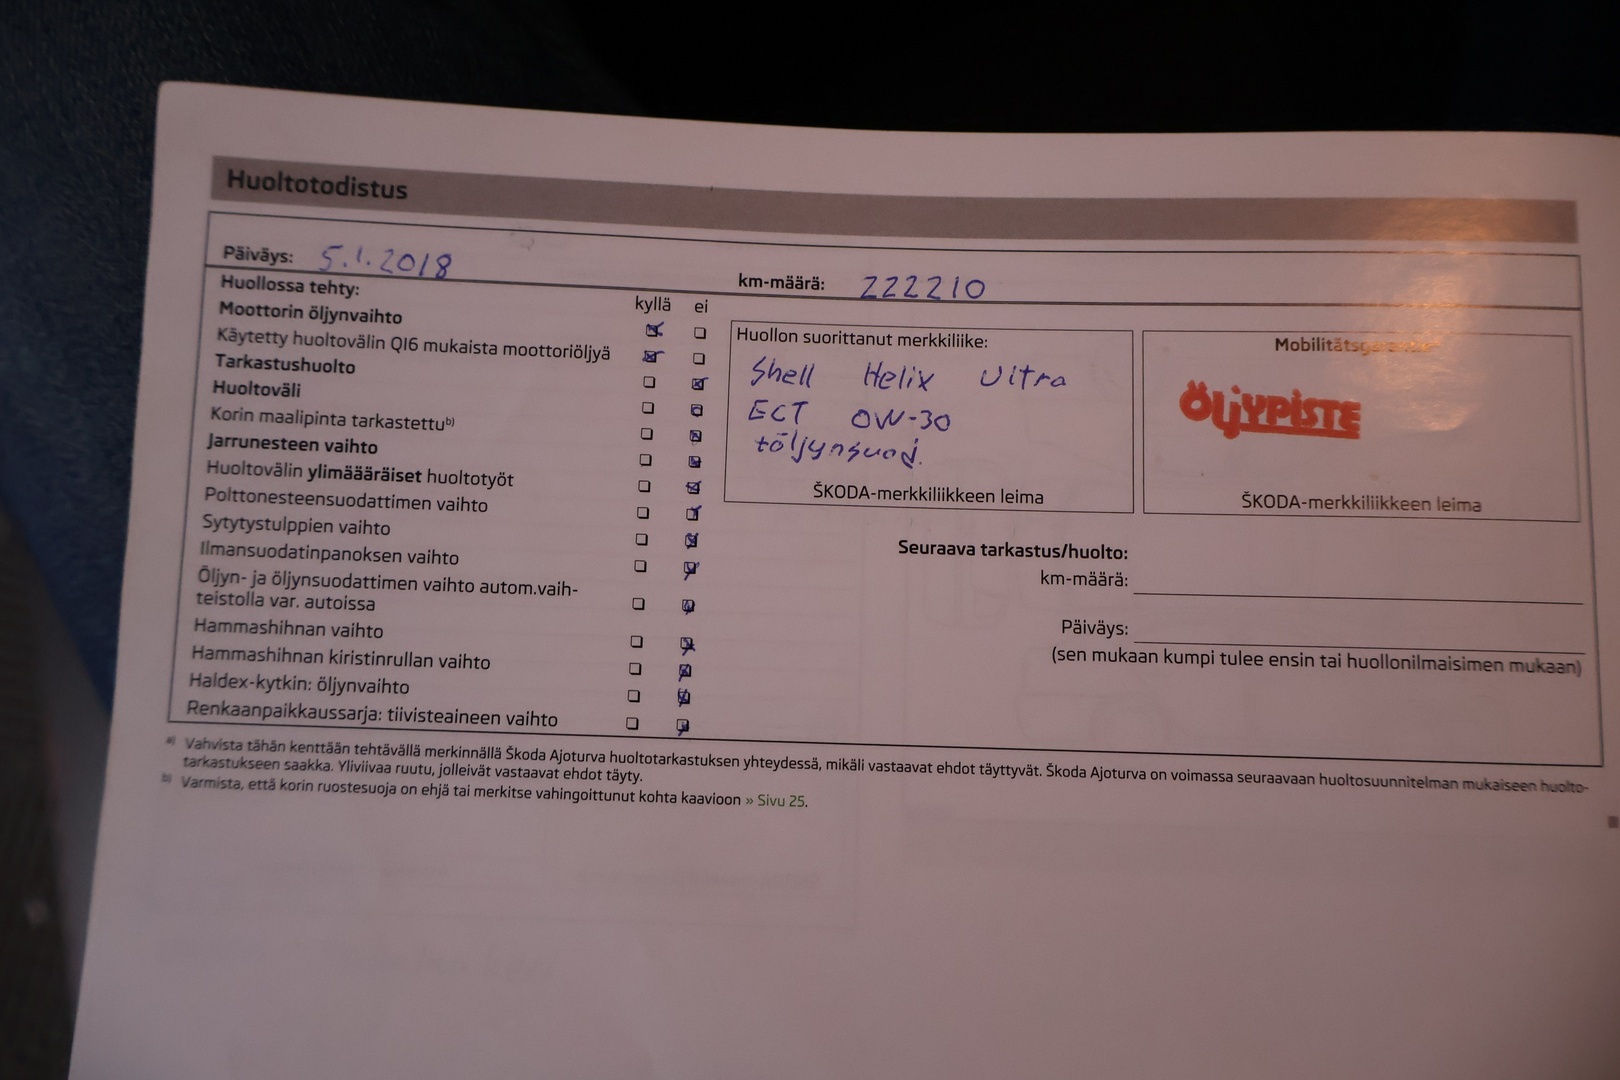 Huoltotodistus
Päiväys: 5.1.2018
km-määrä: 222210
Huollossa tehty:
kyllä ei
Moottorin öljynvaihto
Käytetty huoltovälin QI6 mukaista moottoriöljyä
Tarkastushuolto
Huoltoväli
Korin maalipinta tarkastettu b)
Jarrunesteen vaihto
Huoltovälin ylimäääräiset huoltotyöt
Polttonesteensuodattimen vaihto
Sytytystulppien vaihto
Ilmansuodatinpanoksen vaihto
Öljyn- ja öljynsuodattimen vaihto autom.vaih-
teistolla var. autoissa
Hammashihnan vaihto
Hammashihnan kiristinrullan vaihto
Haldex-kytkin: öljynvaihto
Renkaanpaikkaussarja: tiivisteaineen vaihto
Huollon suorittanut merkkiliike:
Shell Helix Ultra
ECT 0W-30
+öljynsuod.
ŠKODA-merkkiliikkeen leima
ÖljyPiste
ŠKODA-merkkiliikkeen leima
Seuraava tarkastus/huolto:
km-määrä:
Päiväys:
(sen mukaan kumpi tulee ensin tai huollonilmaisimen mukaan)
a) Vahvista tähän kenttään tehtävällä merkinnällä Škoda Ajoturva huoltotarkastuksen yhteydessä, mikäli vastaavat ehdot täyttyvät. Škoda Ajoturva on voimassa seuraavaan huoltosuunnitelman mukaiseen huolto-
tarkastukseen saakka. Yliviivaa ruutu, jolleivät vastaavat ehdot täyty.
b) Varmista, että korin ruostesuoja on ehjä tai merkitse vahingoittunut kohta kaavioon » Sivu 25.